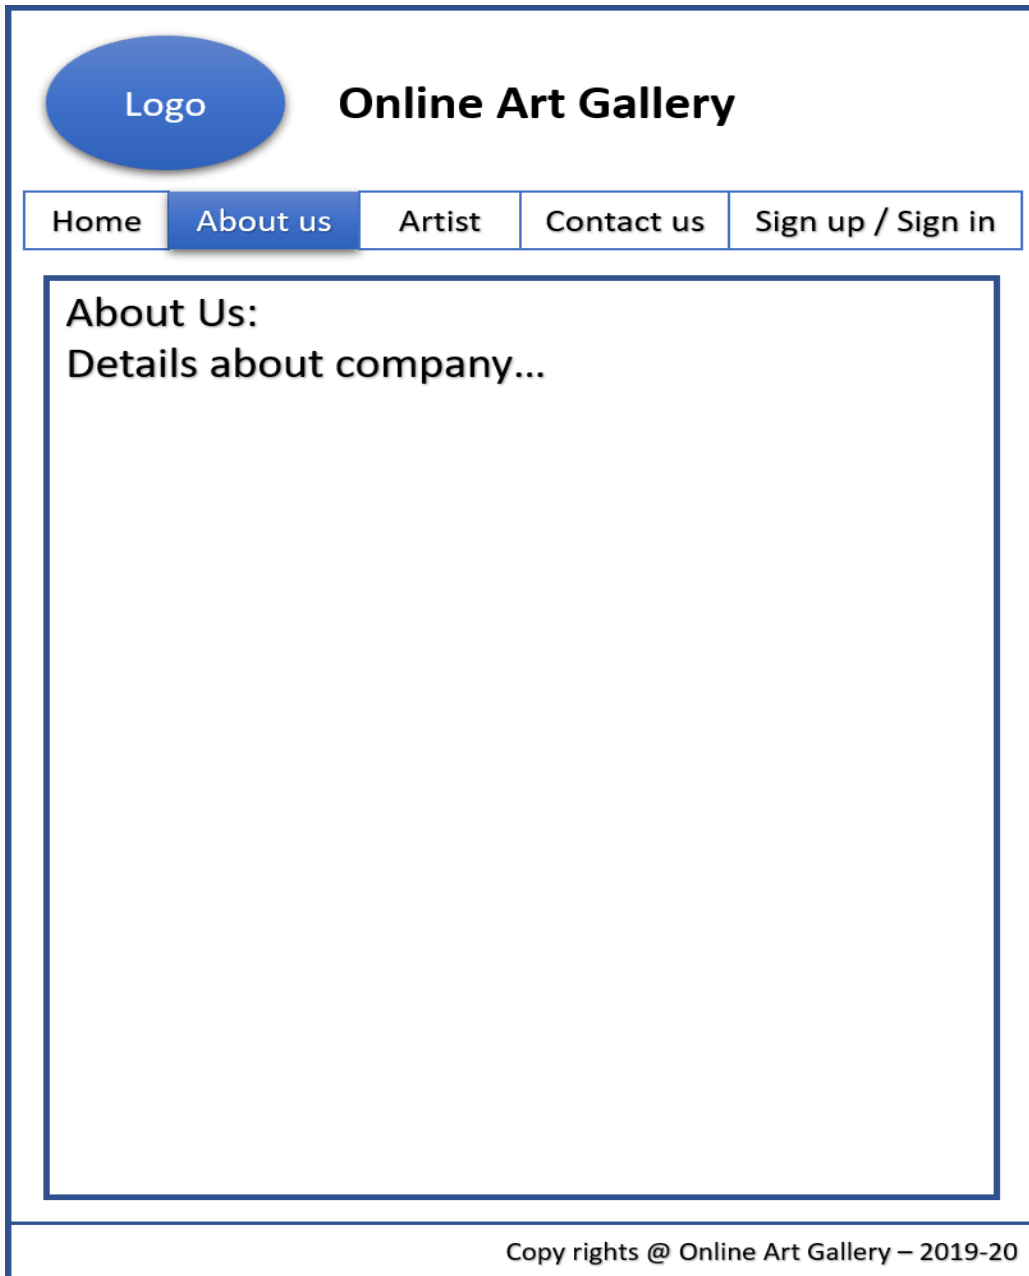 Logo
Online Art Gallery
Home About us Artist Contact us Sign up / Sign in
About Us:
Details about company...
Copy rights @ Online Art Gallery – 2019-20